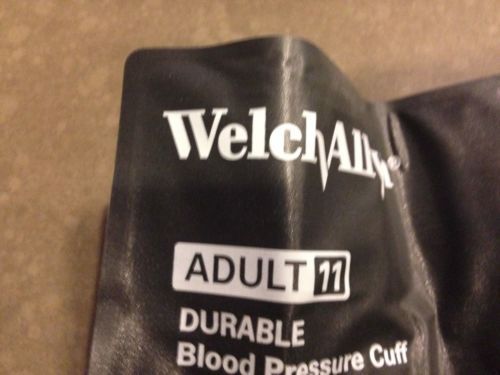 WelchAllyn®
ADULT 11
DURABLE
Blood Pressure Cuff